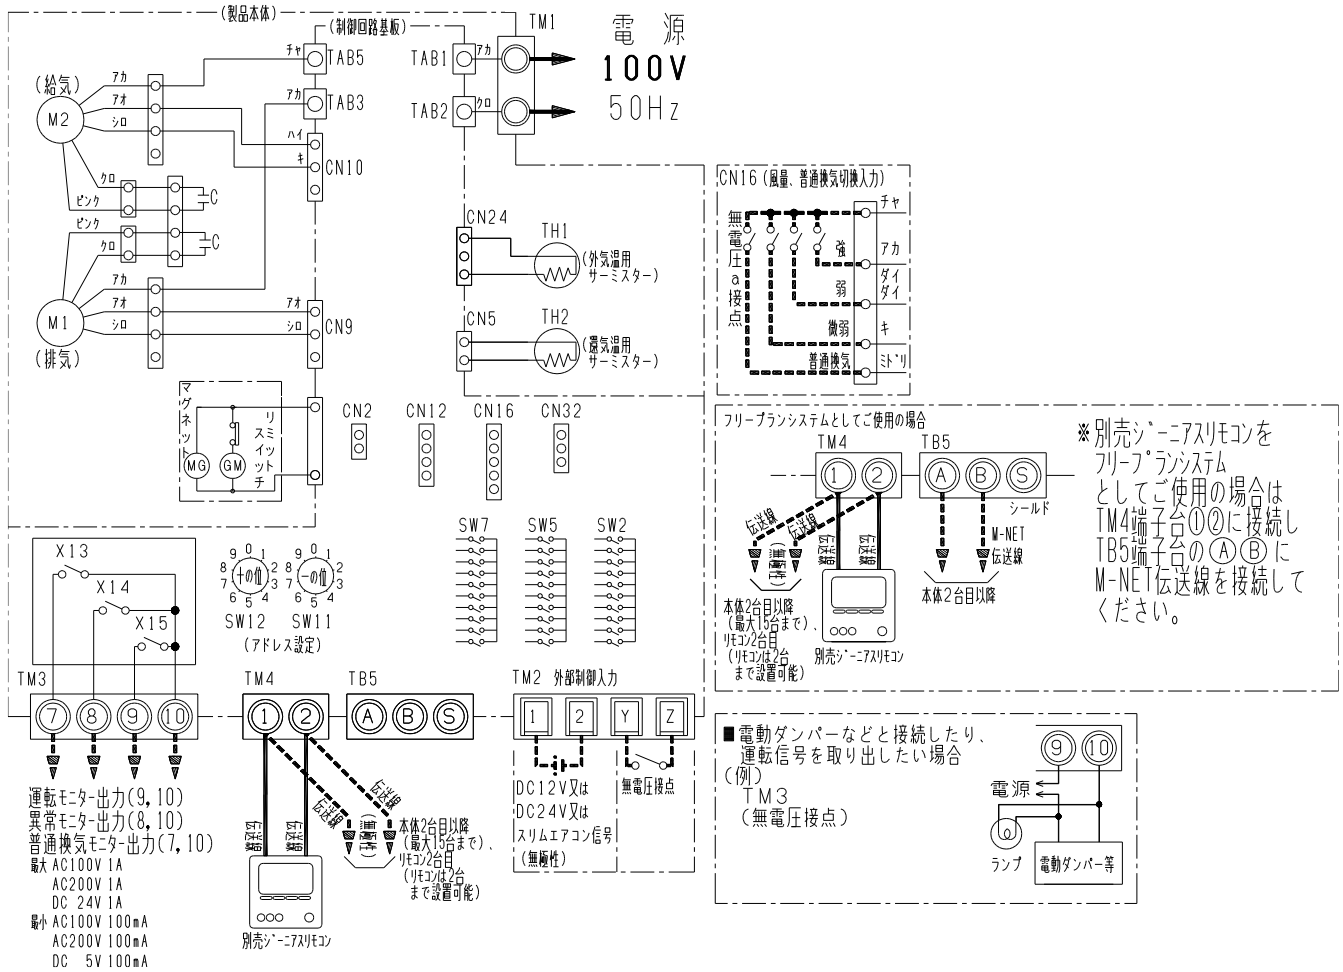 (製品本体)
(制御回路基板)
TM1
電 源
100V
50Hz
チャ
TAB5
TAB1
アカ
アカ
TAB3
TAB2
クロ
(給気)
M2
アカ
アオ
シロ
ハイ
キ
CN10
クロ
ピンク
C
ピンク
クロ
C
アカ
アオ
シロ
M1
(排気)
アオ
シロ
CN9
CN24
TH1
(外気温用
サーミスター)
CN5
TH2
(還気温用
サーミスター)
CN16(風量、普通換気切換入力)
無電圧a接点
チャ
強
アカ
ダイ
ダイ
弱
微弱
キ
普通換気
ミドリ
マグネット
リミット
スイッチ
MG
GM
CN2
CN12
CN16
CN32
フリープランシステムとしてご使用の場合
TM4
TB5
1
2
A
B
S
シールド
伝送線
伝送線
(無極性)
伝送線
伝送線
M-NET
伝送線
本体2台目以降
(最大15台まで)、
リモコン2台目
(リモコンは2台
まで設置可能)
別売ジーニアスリモコン
本体2台目以降
※別売ジーニアスリモコンを
フリープランシステム
としてご使用の場合は
TM4端子台①②に接続し
TB5端子台のⒶⒷに
M-NET伝送線を接続して
ください。
X13
X14
X15
9 0 1
8 2
7 3
6 5 4
十の位
SW12
9 0 1
8 2
7 3
6 5 4
一の位
SW11
(アドレス設定)
SW7
SW5
SW2
TM3
7
8
9
10
TM4
1
2
TB5
A
B
S
TM2 外部制御入力
1
2
Y
Z
運転モニター出力(9,10)
異常モニター出力(8,10)
普通換気モニター出力(7,10)
最大 AC100V 1A
AC200V 1A
DC 24V 1A
最小 AC100V 100mA
AC200V 100mA
DC 5V 100mA
伝送線
伝送線
伝送線
伝送線
(無極性)
本体2台目以降
(最大15台まで)、
リモコン2台目
(リモコンは2台
まで設置可能)
別売ジーニアスリモコン
DC12V又は
DC24V又は
スリムエアコン信号
(無極性)
無電圧接点
■電動ダンパーなどと接続したり、
運転信号を取り出したい場合
(例)
TM3
(無電圧接点)
9
10
電源
ランプ
電動ダンパー等